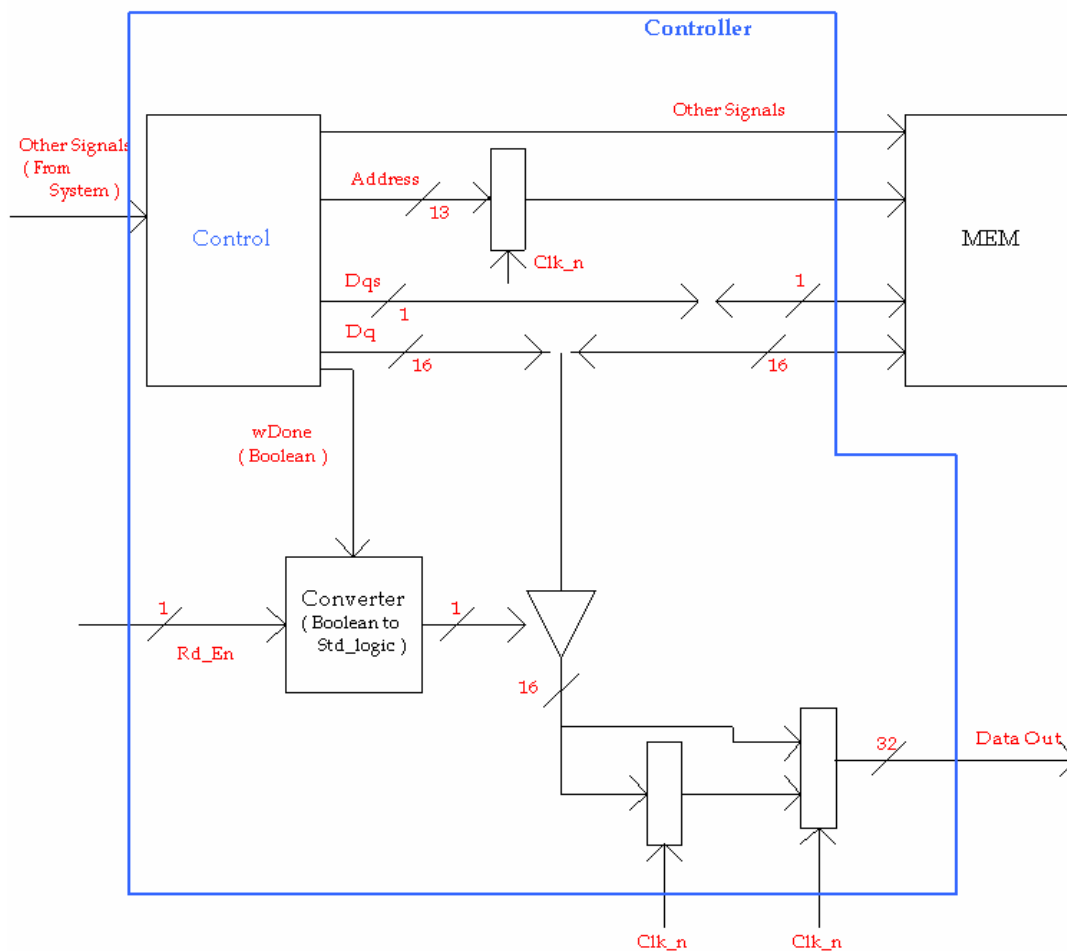 Controller
Other Signals
Other Signals
( From
System )
Address
13
Control
MEM
Clk_n
Dqs
1
1
Dq
16
16
wDone
( Boolean )
1
Converter
( Boolean to
Std_logic )
1
Rd_En
16
32
Data Out
Clk_n
Clk_n